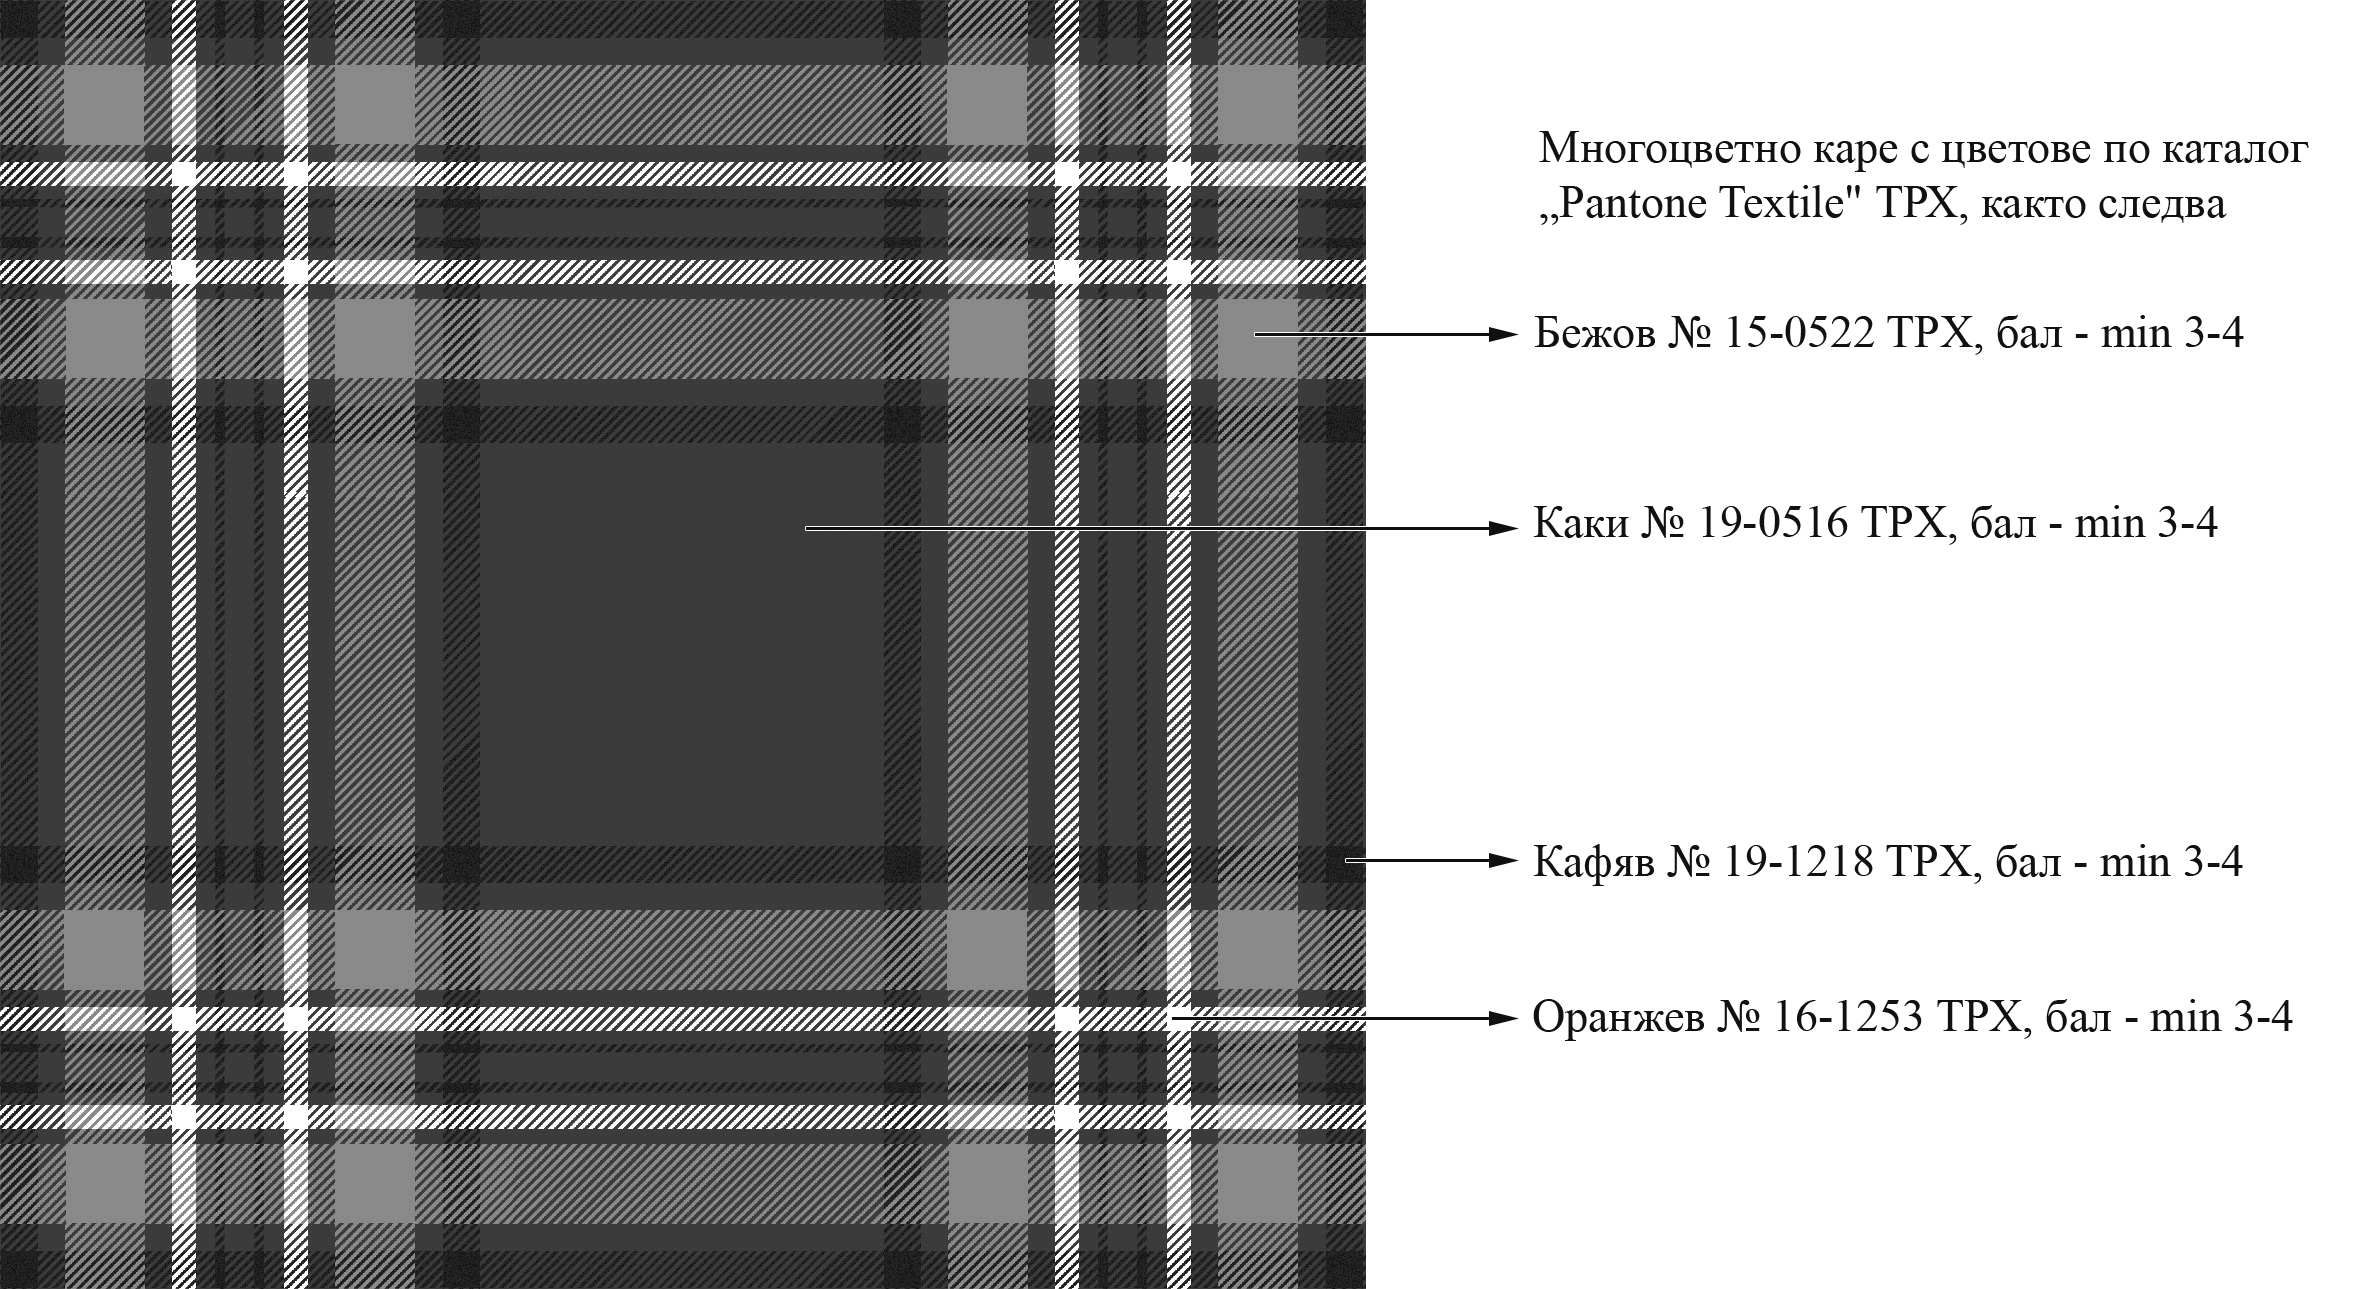 Многоцветно каре с цветове по каталог
„Pantone Textile" TPX, както следва
Бежов № 15-0522 TPX, бал - min 3-4
Каки № 19-0516 TPX, бал - min 3-4
Кафяв № 19-1218 TPX, бал - min 3-4
Оранжев № 16-1253 TPX, бал - min 3-4